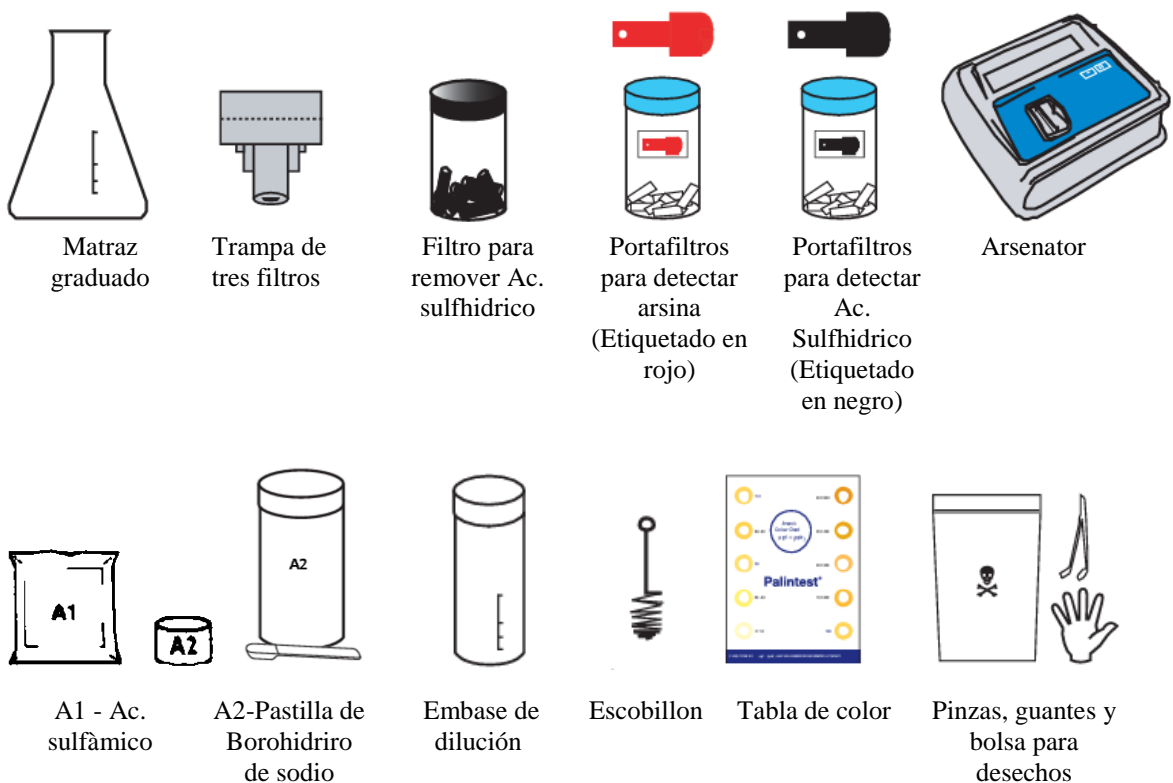 Matraz
graduado
Trampa de
tres filtros
Filtro para
remover Ac.
sulfhidrico
Portafiltros
para detectar
arsina
(Etiquetado en
rojo)
Portafiltros
para detectar
Ac.
Sulfhidrico
(Etiquetado
en negro)
Arsenator
A1
A2
A2
Palintest
A1 - Ac.
sulfàmico
A2-Pastilla de
Borohidriro
de sodio
Embase de
dilución
Escobillon
Tabla de color
Pinzas, guantes y
bolsa para
desechos